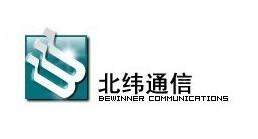 北纬通信
BEWINNER COMMUNICATIONS